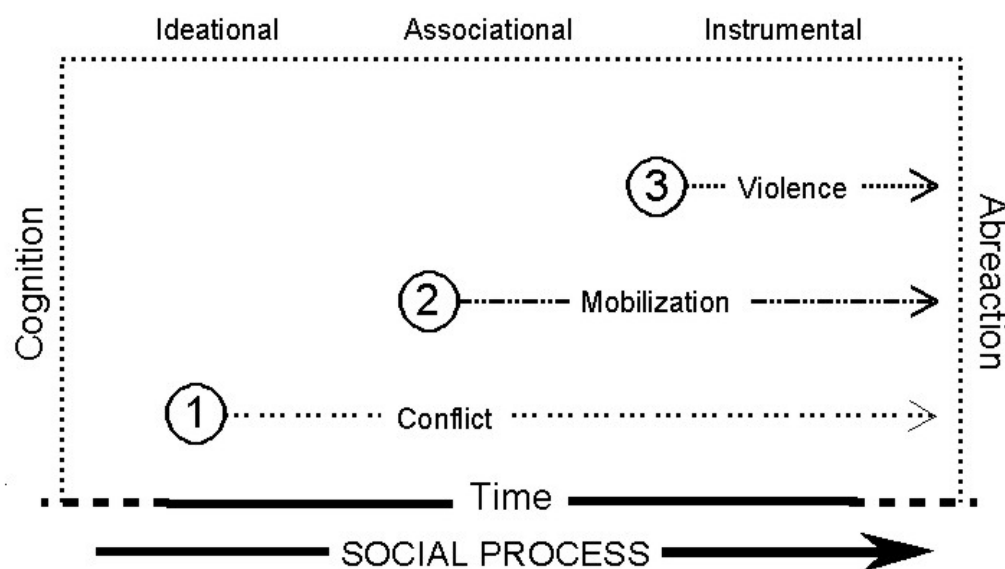 Ideational Associational Instrumental
Cognition
Abreaction
3 Violence
2 Mobilization
1 Conflict
Time
SOCIAL PROCESS